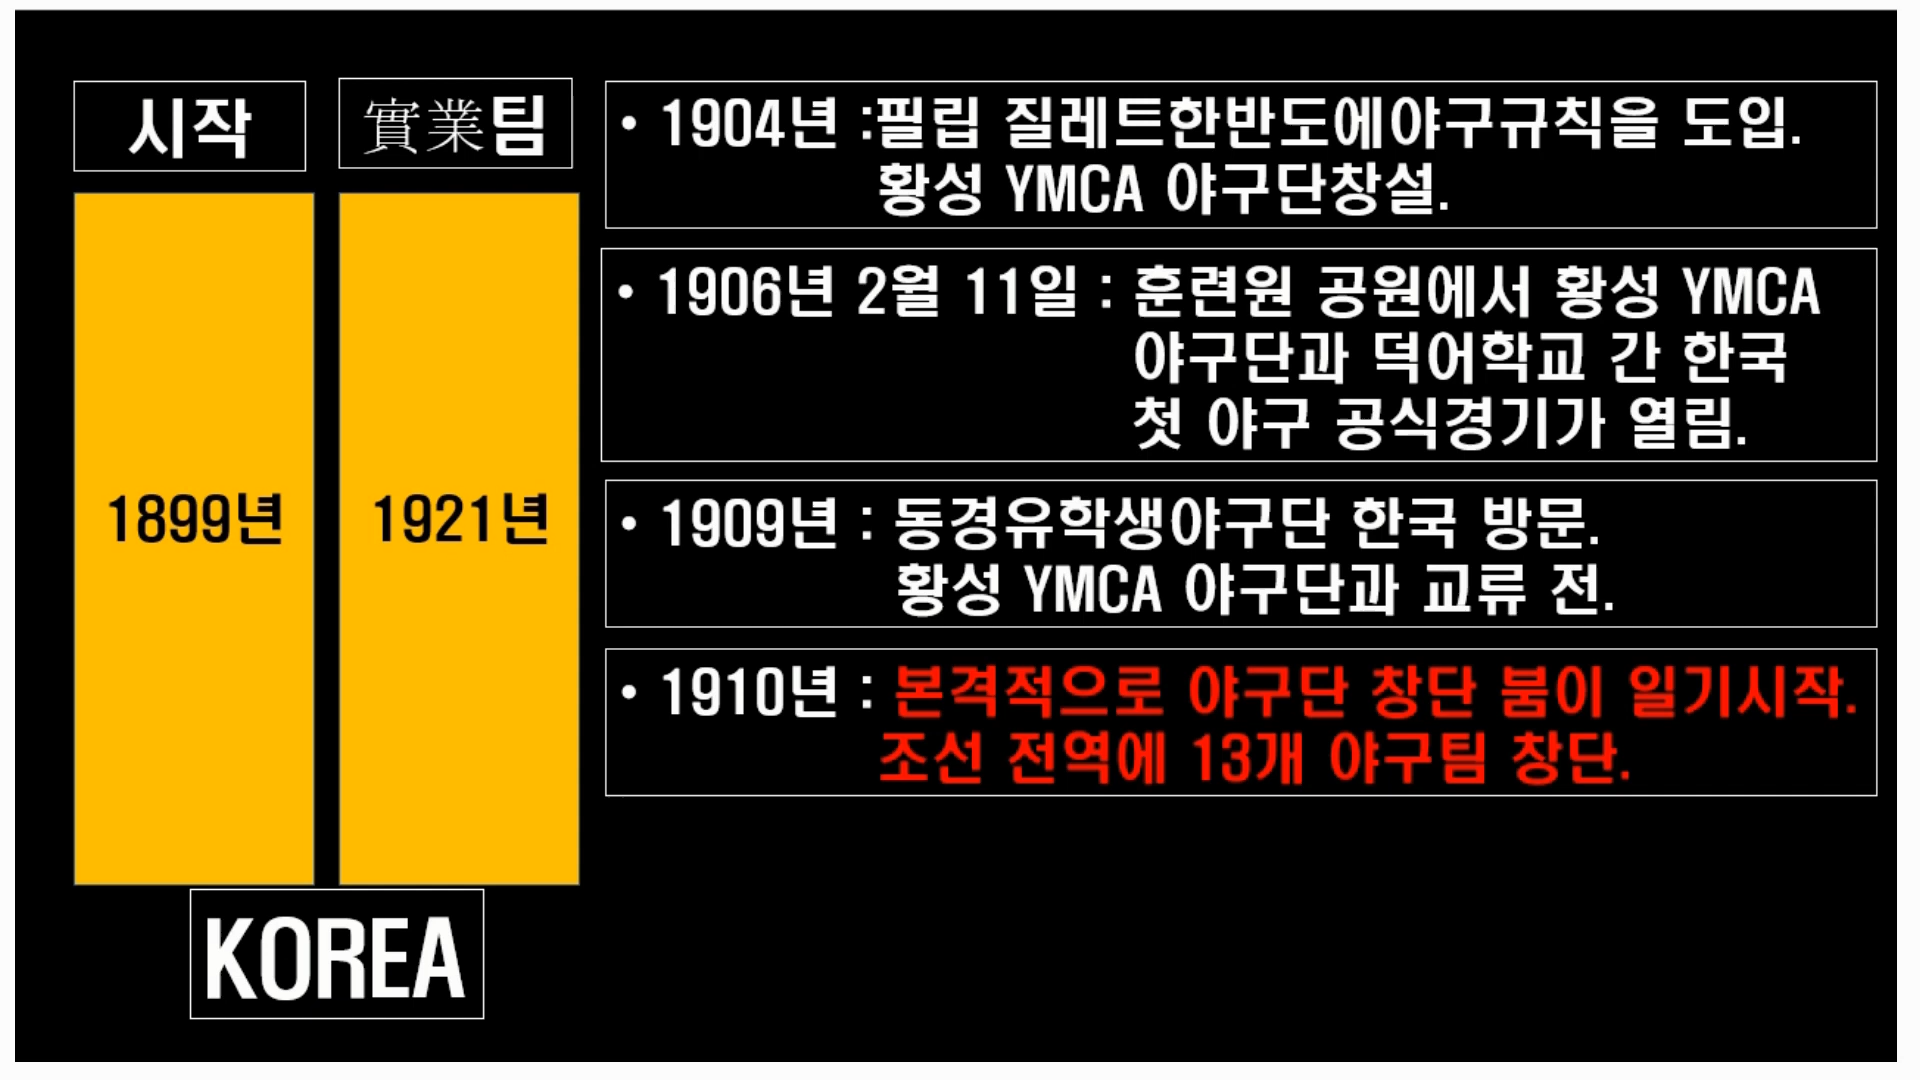 시작
實業팀
1899년
1921년
KOREA
• 1904년 :필립 질레트한반도에야구규칙을 도입.
황성 YMCA 야구단창설.
• 1906년 2월 11일 : 훈련원 공원에서 황성 YMCA
야구단과 덕어학교 간 한국
첫 야구 공식경기가 열림.
• 1909년 : 동경유학생야구단 한국 방문.
황성 YMCA 야구단과 교류 전.
• 1910년 : 본격적으로 야구단 창단 붐이 일기시작.
조선 전역에 13개 야구팀 창단.